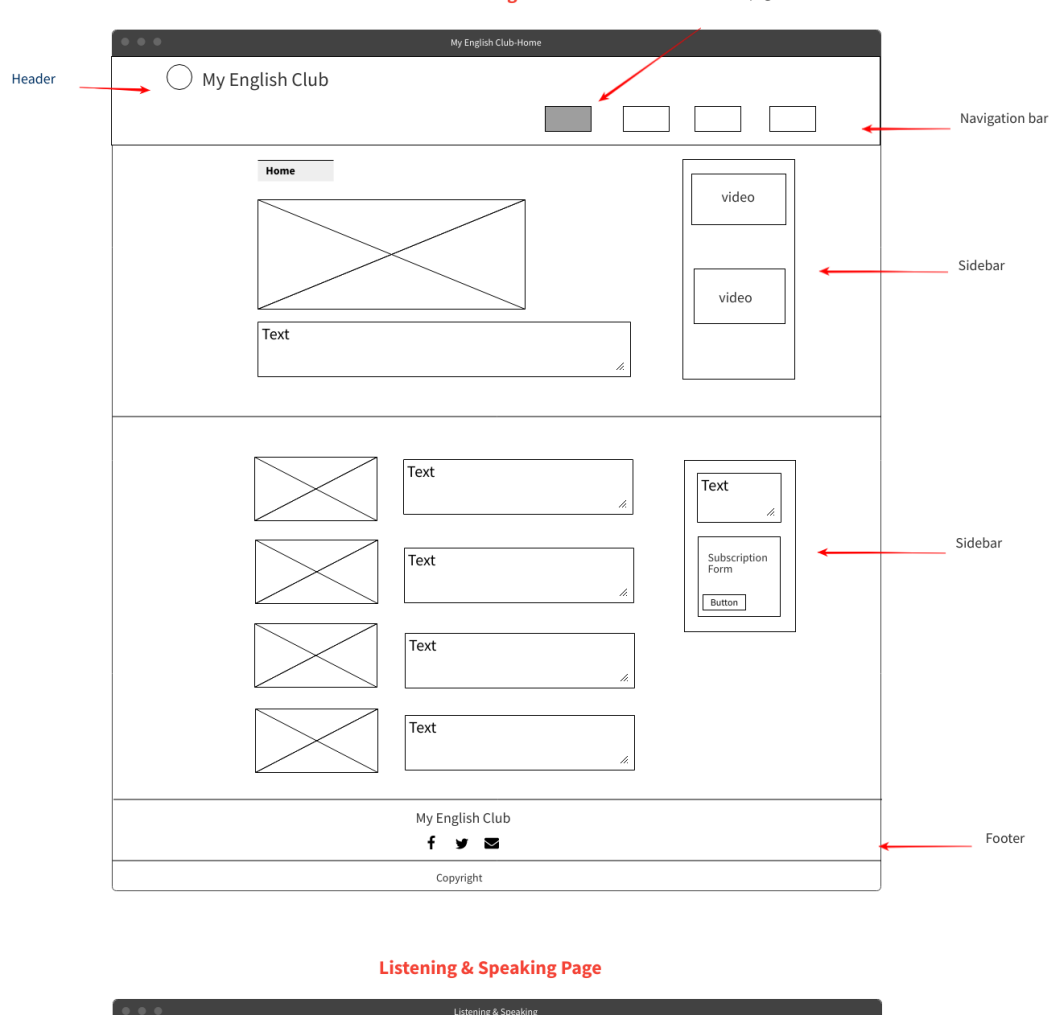 My English Club-Home
Header
My English Club
Navigation bar
Home
video
Sidebar
video
Text
Text
Text
Subscription
Form
Button
Sidebar
Text
Text
Text
My English Club
Footer
Copyright
Listening & Speaking Page
Listening & Speaking